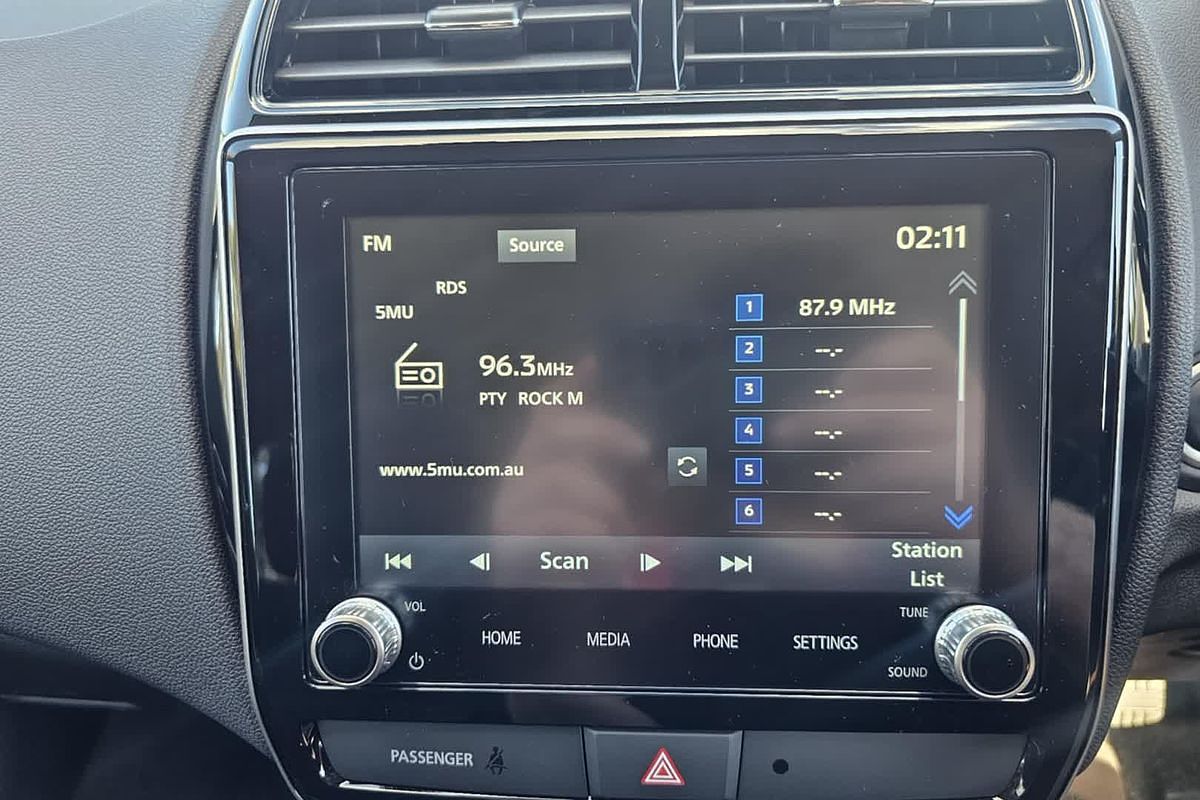 FM
Source
02:11
RDS
5MU
96.3MHz
PTY ROCK M
www.5mu.com.au
1 87.9 MHz
2 --.-
3 --.-
4 --.-
5 --.-
6 --.-
Scan
Station
List
VOL
HOME
MEDIA
PHONE
SETTINGS
TUNE
SOUND
PASSENGER